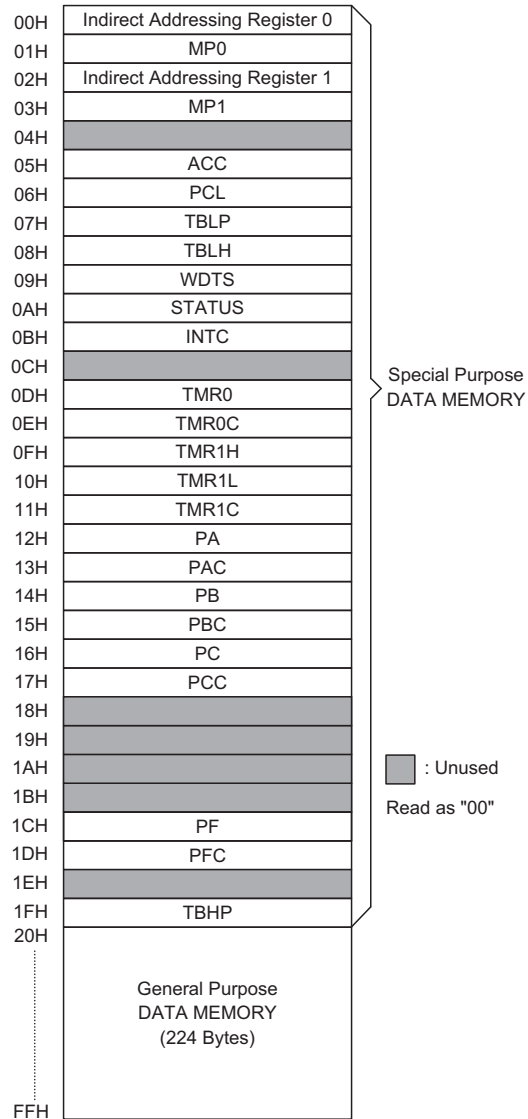 00H Indirect Addressing Register 0
01H MP0
02H Indirect Addressing Register 1
03H MP1
04H
05H ACC
06H PCL
07H TBLP
08H TBLH
09H WDTS
0AH STATUS
0BH INTC
0CH
0DH TMR0
0EH TMR0C
0FH TMR1H
10H TMR1L
11H TMR1C
12H PA
13H PAC
14H PB
15H PBC
16H PC
17H PCC
18H
19H
1AH
1BH
1CH PF
1DH PFC
1EH
1FH TBHP
20H
Special Purpose
DATA MEMORY
: Unused
Read as "00"
General Purpose
DATA MEMORY
(224 Bytes)
FFH